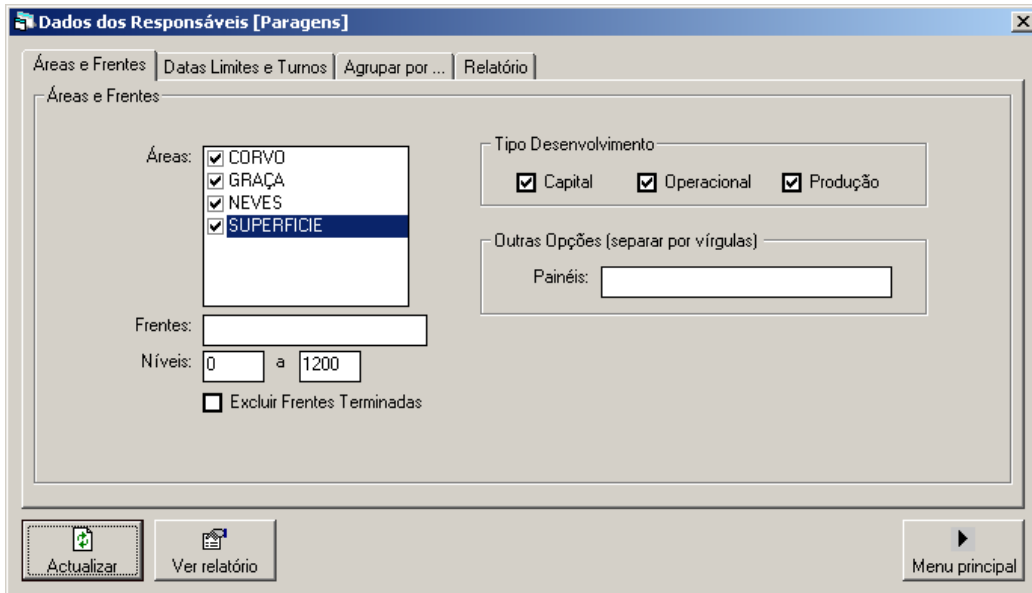 Dados dos Responsáveis [Paragens]
Áreas e Frentes Datas Limites e Turnos Agrupar por ... Relatório
Áreas e Frentes
Áreas:
CORVO
GRAÇA
NEVES
SUPERFICIE
Frentes:
Níveis: 0 a 1200
Excluir Frentes Terminadas
Tipo Desenvolvimento
Capital Operacional Produção
Outras Opções (separar por vírgulas)
Painéis:
Actualizar Ver relatório Menu principal